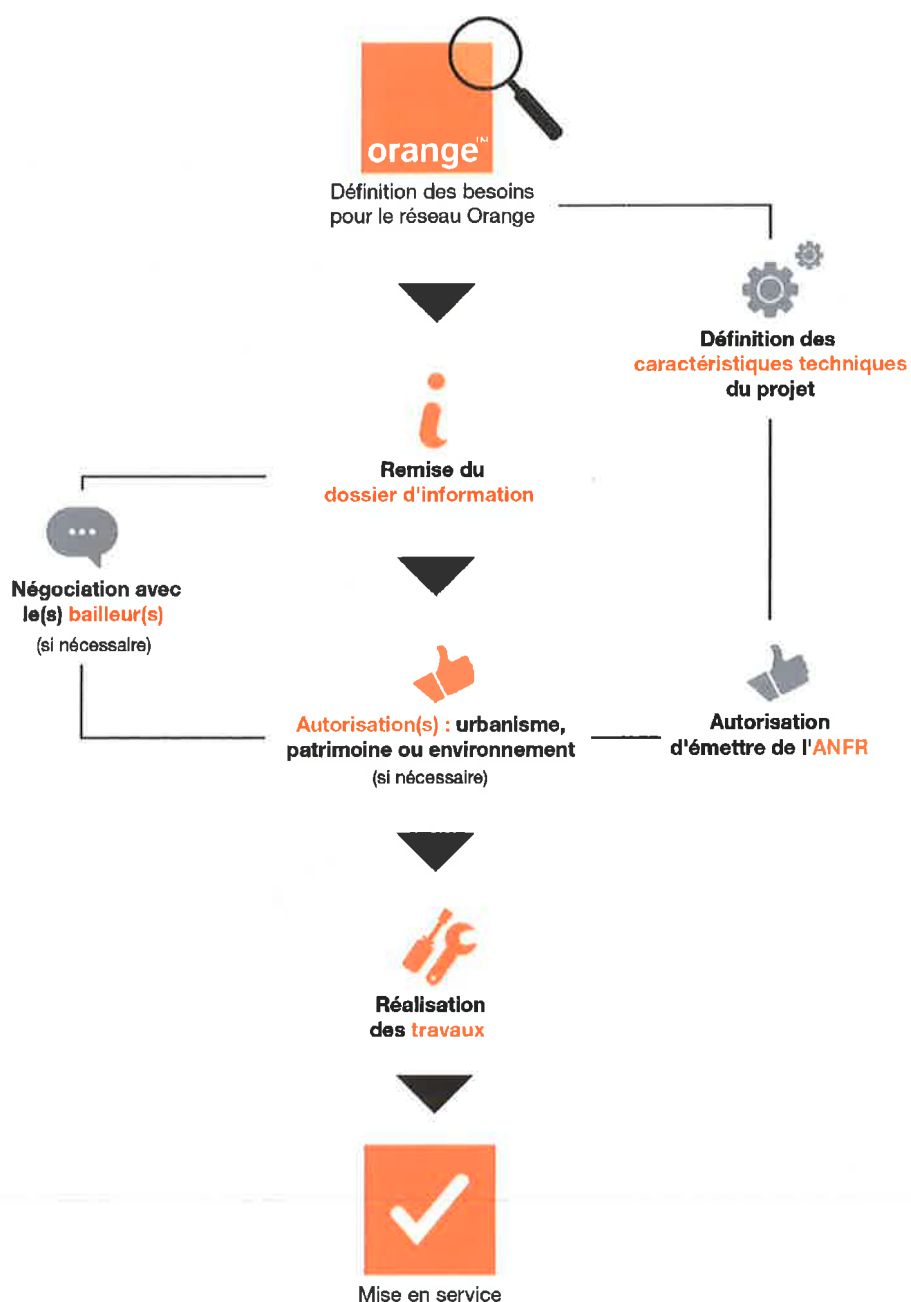 orange™
Définition des besoins
pour le réseau Orange
Définition des
caractéristiques techniques
du projet
Remise du
dossier d'information
Négociation avec
le(s) bailleur(s)
(si nécessaire)
Autorisation(s) : urbanisme,
patrimoine ou environnement
(si nécessaire)
Autorisation
d'émettre de l'ANFR
Réalisation
des travaux
Mise en service